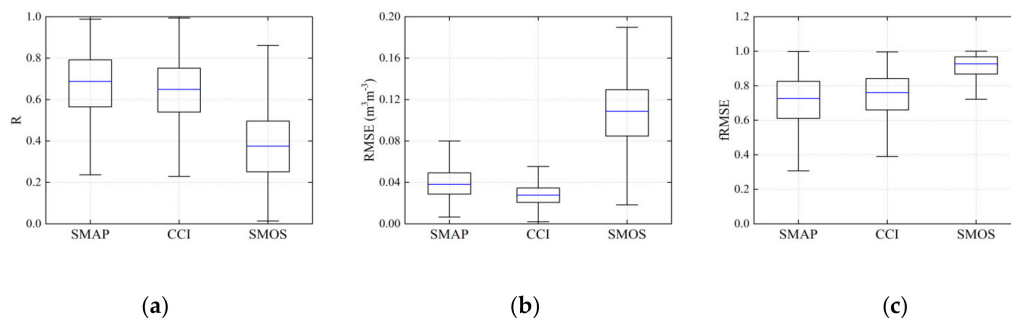 1.0
0.8
0.6
0.4
0.2
0.0
R
SMAP CCI SMOS
(a)
0.20
0.16
0.12
0.08
0.04
0.00
RMSE (m³m⁻³)
SMAP CCI SMOS
(b)
1.2
1.0
0.8
0.6
0.4
0.2
0.0
fRMSE
SMAP CCI SMOS
(c)